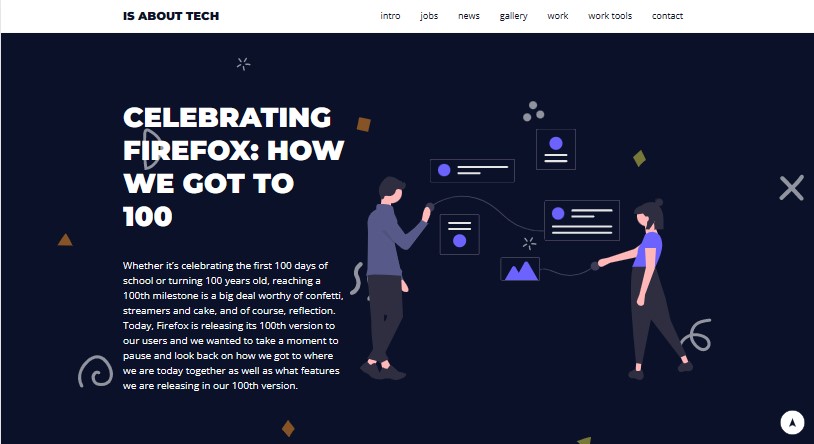 IS ABOUT TECH
intro jobs news gallery work work tools contact
CELEBRATING
FIREFOX: HOW
WE GOT TO
100
Whether it's celebrating the first 100 days of
school or turning 100 years old, reaching a
100th milestone is a big deal worthy of confetti,
streamers and cake, and of course, reflection.
Today, Firefox is releasing its 100th version to
our users and we wanted to take a moment to
pause and look back on how we got to where
we are today together as well as what features
we are releasing in our 100th version.